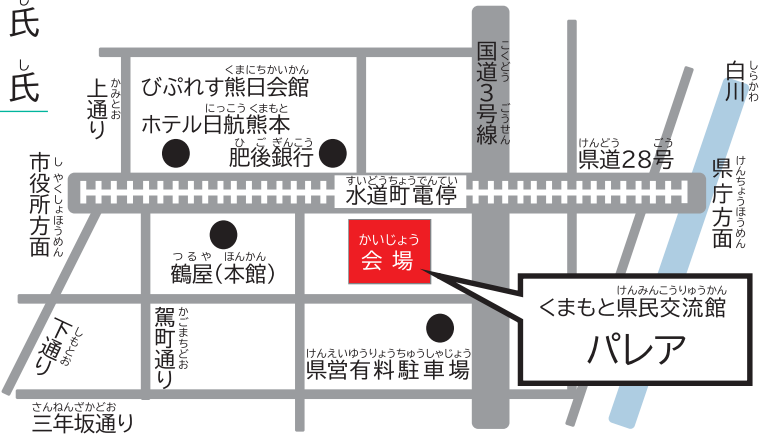 し
氏
し
氏
かみとお
上通り
くまにちかいかん
びぷれす熊日会館
にっこうくまもと
ホテル日航熊本
ひごぎんこう
肥後銀行
こくどう ごうせん
国道3号線
しらかわ
白川
けんどう ごう
県道28号
しやくしょほうめん
市役所方面
すいどうちょうでんてい
水道町電停
けんちょうほうめん
県庁方面
つるや ほんかん
鶴屋(本館)
かいじょう
会場
けんみんこうりゅうかん
くまもと県民交流館
パレア
しもとお
下通り
かごまちどお
駕町通り
けんえいゆうりょうちゅうしゃじょう
県営有料駐車場
さんねんざかどお
三年坂通り